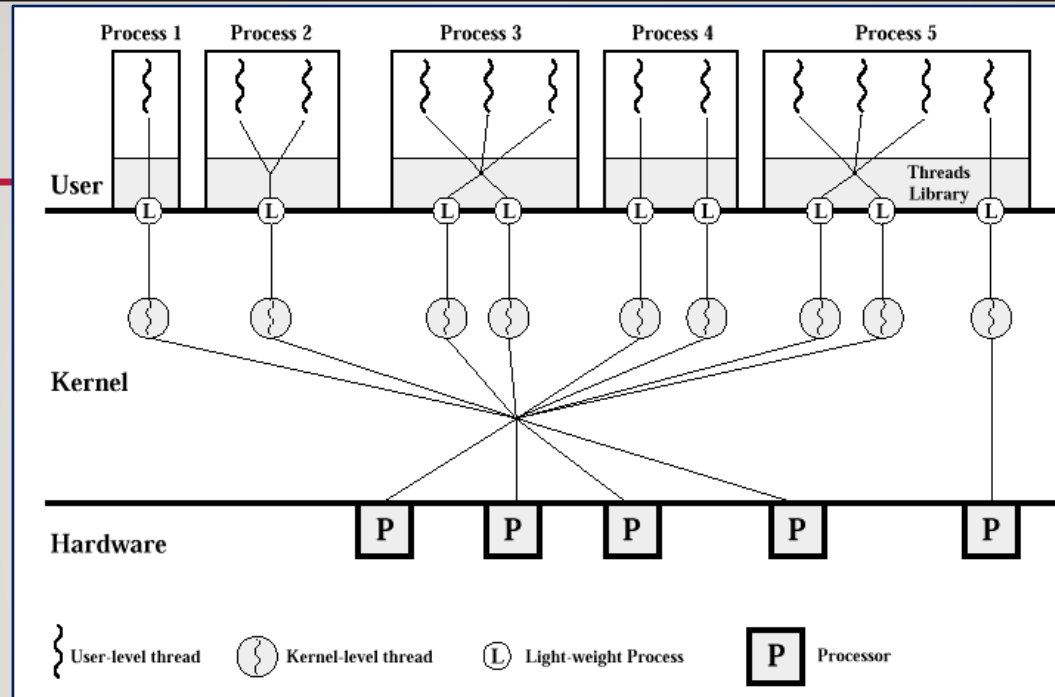 Process 1 Process 2 Process 3 Process 4 Process 5
Threads
Library
User
L L L L L L L L L
Kernel
P P P P P
Hardware
User-level thread Kernel-level thread L Light-weight Process P Processor